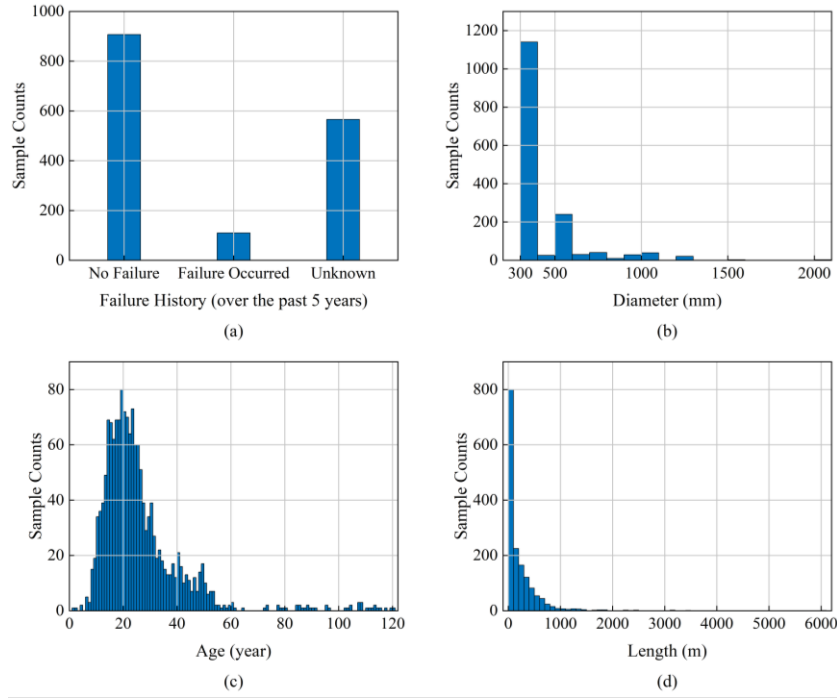 1000
800
600
400
200
0
Sample Counts
No Failure Failure Occurred Unknown
Failure History (over the past 5 years)
(a)
1200
1000
800
600
400
200
0
Sample Counts
300 500 1000 1500 2000
Diameter (mm)
(b)
80
60
40
20
0
Sample Counts
0 20 40 60 80 100 120
Age (year)
(c)
800
600
400
200
0
Sample Counts
0 1000 2000 3000 4000 5000 6000
Length (m)
(d)